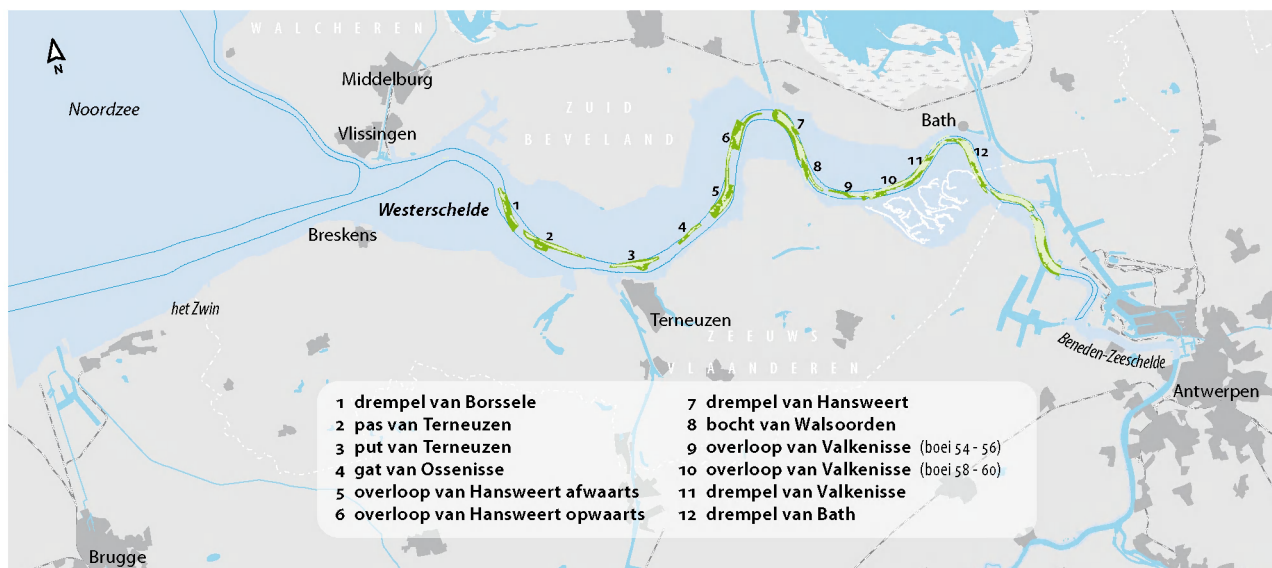 WALCHEREN
N
Middelburg
Noordzee
ZUID
BEVELAND
Vlissingen
Bath
Westerschelde
Breskens
1
2
3
4
5
6
7
8
9
10
11
12
het Zwin
Terneuzen
ZEEUWS
VLAANDEREN
Beneden-Zeeschelde
Antwerpen
Brugge
1 drempel van Borssele
2 pas van Terneuzen
3 put van Terneuzen
4 gat van Ossenisse
5 overloop van Hansweert afwaarts
6 overloop van Hansweert opwaarts
7 drempel van Hansweert
8 bocht van Walsoorden
9 overloop van Valkenisse (boei 54 - 56)
10 overloop van Valkenisse (boei 58 - 60)
11 drempel van Valkenisse
12 drempel van Bath